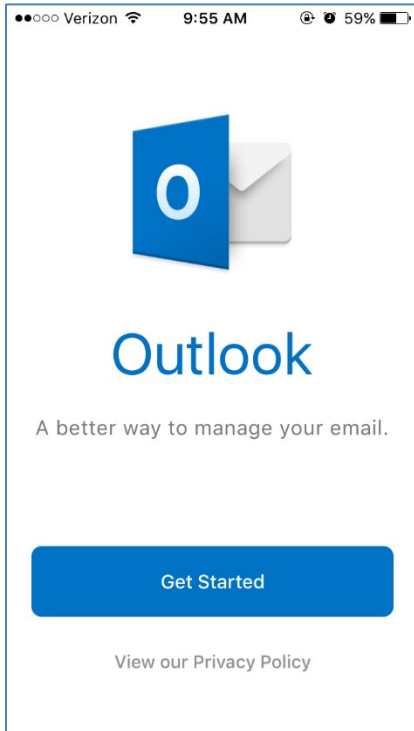 Verizon 9:55 AM 59%
O
Outlook
A better way to manage your email.
Get Started
View our Privacy Policy